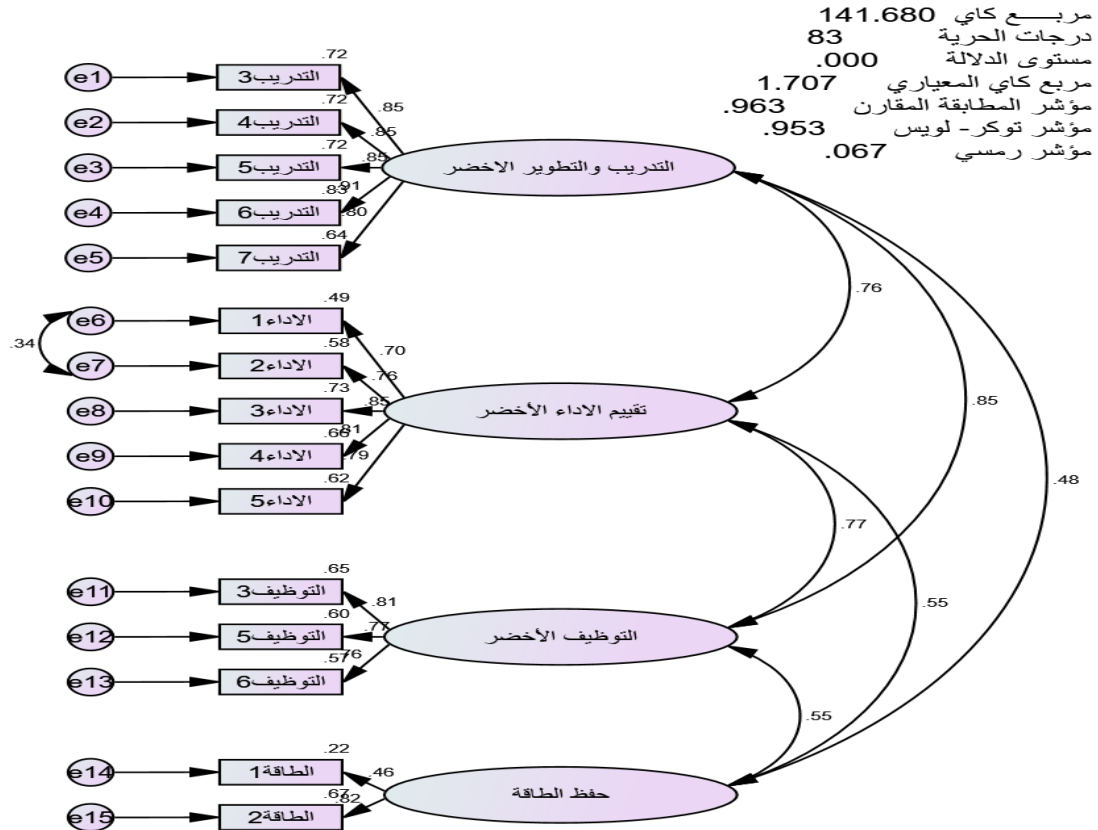 مربـــع كاي 141.680
درجات الحرية 83
مستوى الدلالة .000
مربع كاي المعياري 1.707
مؤشر المطابقة المقارن .963
مؤشر توكر- لويس .953
مؤشر رمسي .067
.72
e1 التدريب3 .85
.72
e2 التدريب4 .85
.72
e3 التدريب5 .85
التدريب والتطوير الاخضر
.83 .91
e4 التدريب6 .80
.64
e5 التدريب7
.76
.49
e6 الاداء1
.34
.58 .70
e7 الاداء2 .76
.73
e8 الاداء3 .85
تقييم الاداء الأخضر
.85
.66 .81
e9 الاداء4 .79
.62
e10 الاداء5
.48
.77
.65
e11 التوظيف3 .81
.55
.60
e12 التوظيف5 .77
التوظيف الأخضر
.57 .76
e13 التوظيف6
.55
.22
e14 الطاقة1 .46
حفظ الطاقة
.67 .82
e15 الطاقة2